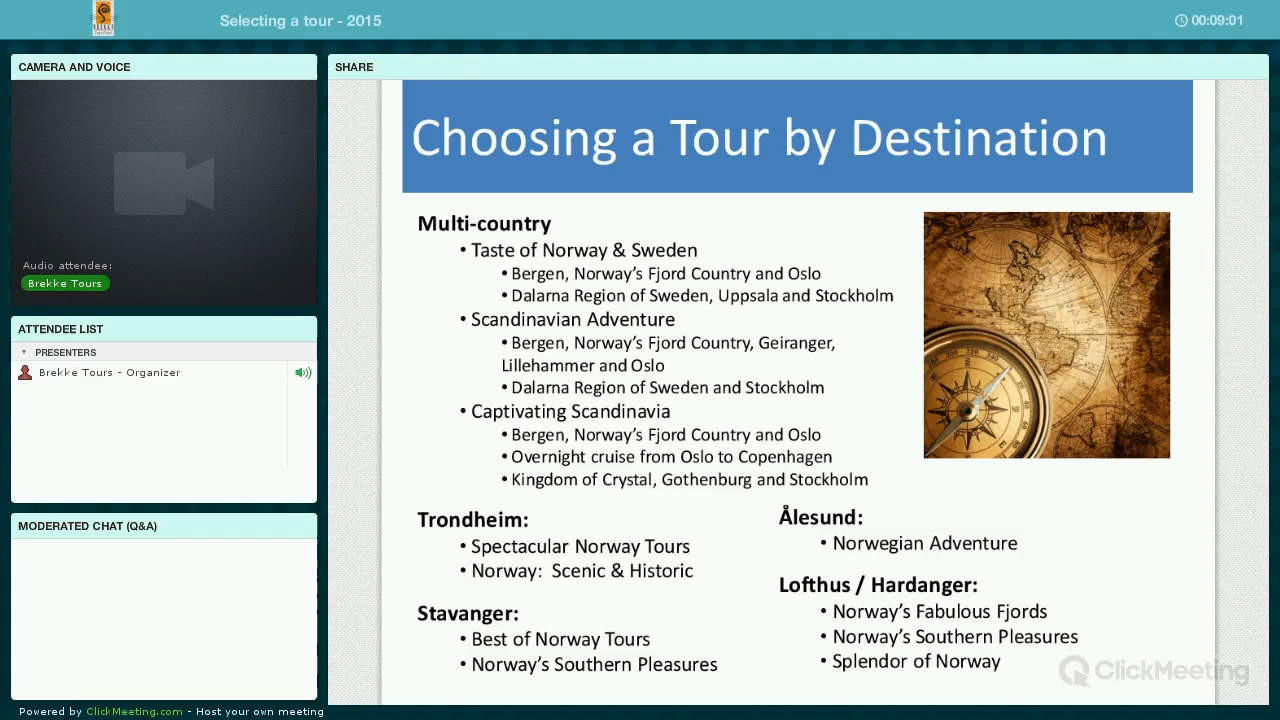 Selecting a tour - 2015
00:09:01
CAMERA AND VOICE
Audio attendee:
Brekke Tours
ATTENDEE LIST
PRESENTERS
Brekke Tours - Organizer
MODERATED CHAT (Q&A)
SHARE
Choosing a Tour by Destination
Multi-country
• Taste of Norway & Sweden
• Bergen, Norway's Fjord Country and Oslo
• Dalarna Region of Sweden, Uppsala and Stockholm
• Scandinavian Adventure
• Bergen, Norway's Fjord Country, Geiranger,
Lillehammer and Oslo
• Dalarna Region of Sweden and Stockholm
• Captivating Scandinavia
• Bergen, Norway's Fjord Country and Oslo
• Overnight cruise from Oslo to Copenhagen
• Kingdom of Crystal, Gothenburg and Stockholm
Trondheim:
• Spectacular Norway Tours
• Norway: Scenic & Historic
Stavanger:
• Best of Norway Tours
• Norway's Southern Pleasures
Ålesund:
• Norwegian Adventure
Lofthus / Hardanger:
• Norway's Fabulous Fjords
• Norway's Southern Pleasures
• Splendor of Norway
ClickMeeting
Powered by ClickMeeting.com - Host your own meeting